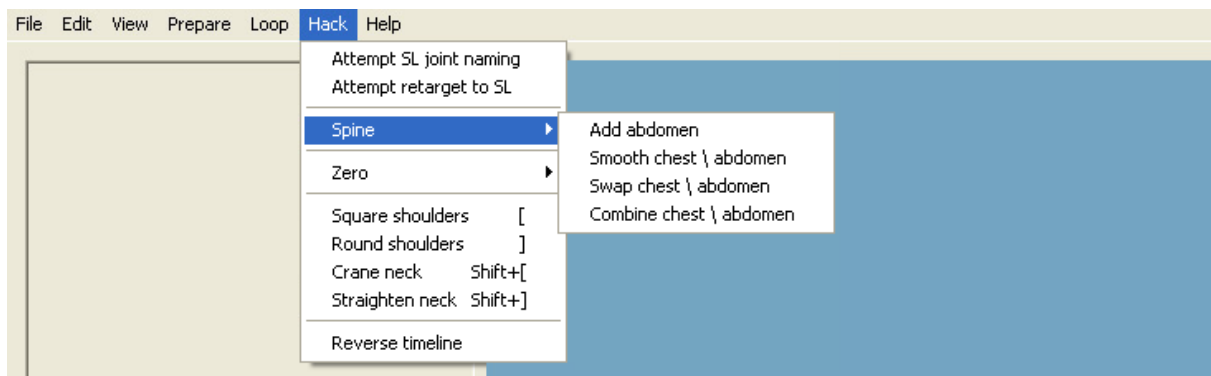 File Edit View Prepare Loop Hack Help
Attempt SL joint naming
Attempt retarget to SL
Spine
Add abdomen
Smooth chest \ abdomen
Swap chest \ abdomen
Combine chest \ abdomen
Zero
Square shoulders [
Round shoulders ]
Crane neck Shift+[
Straighten neck Shift+]
Reverse timeline